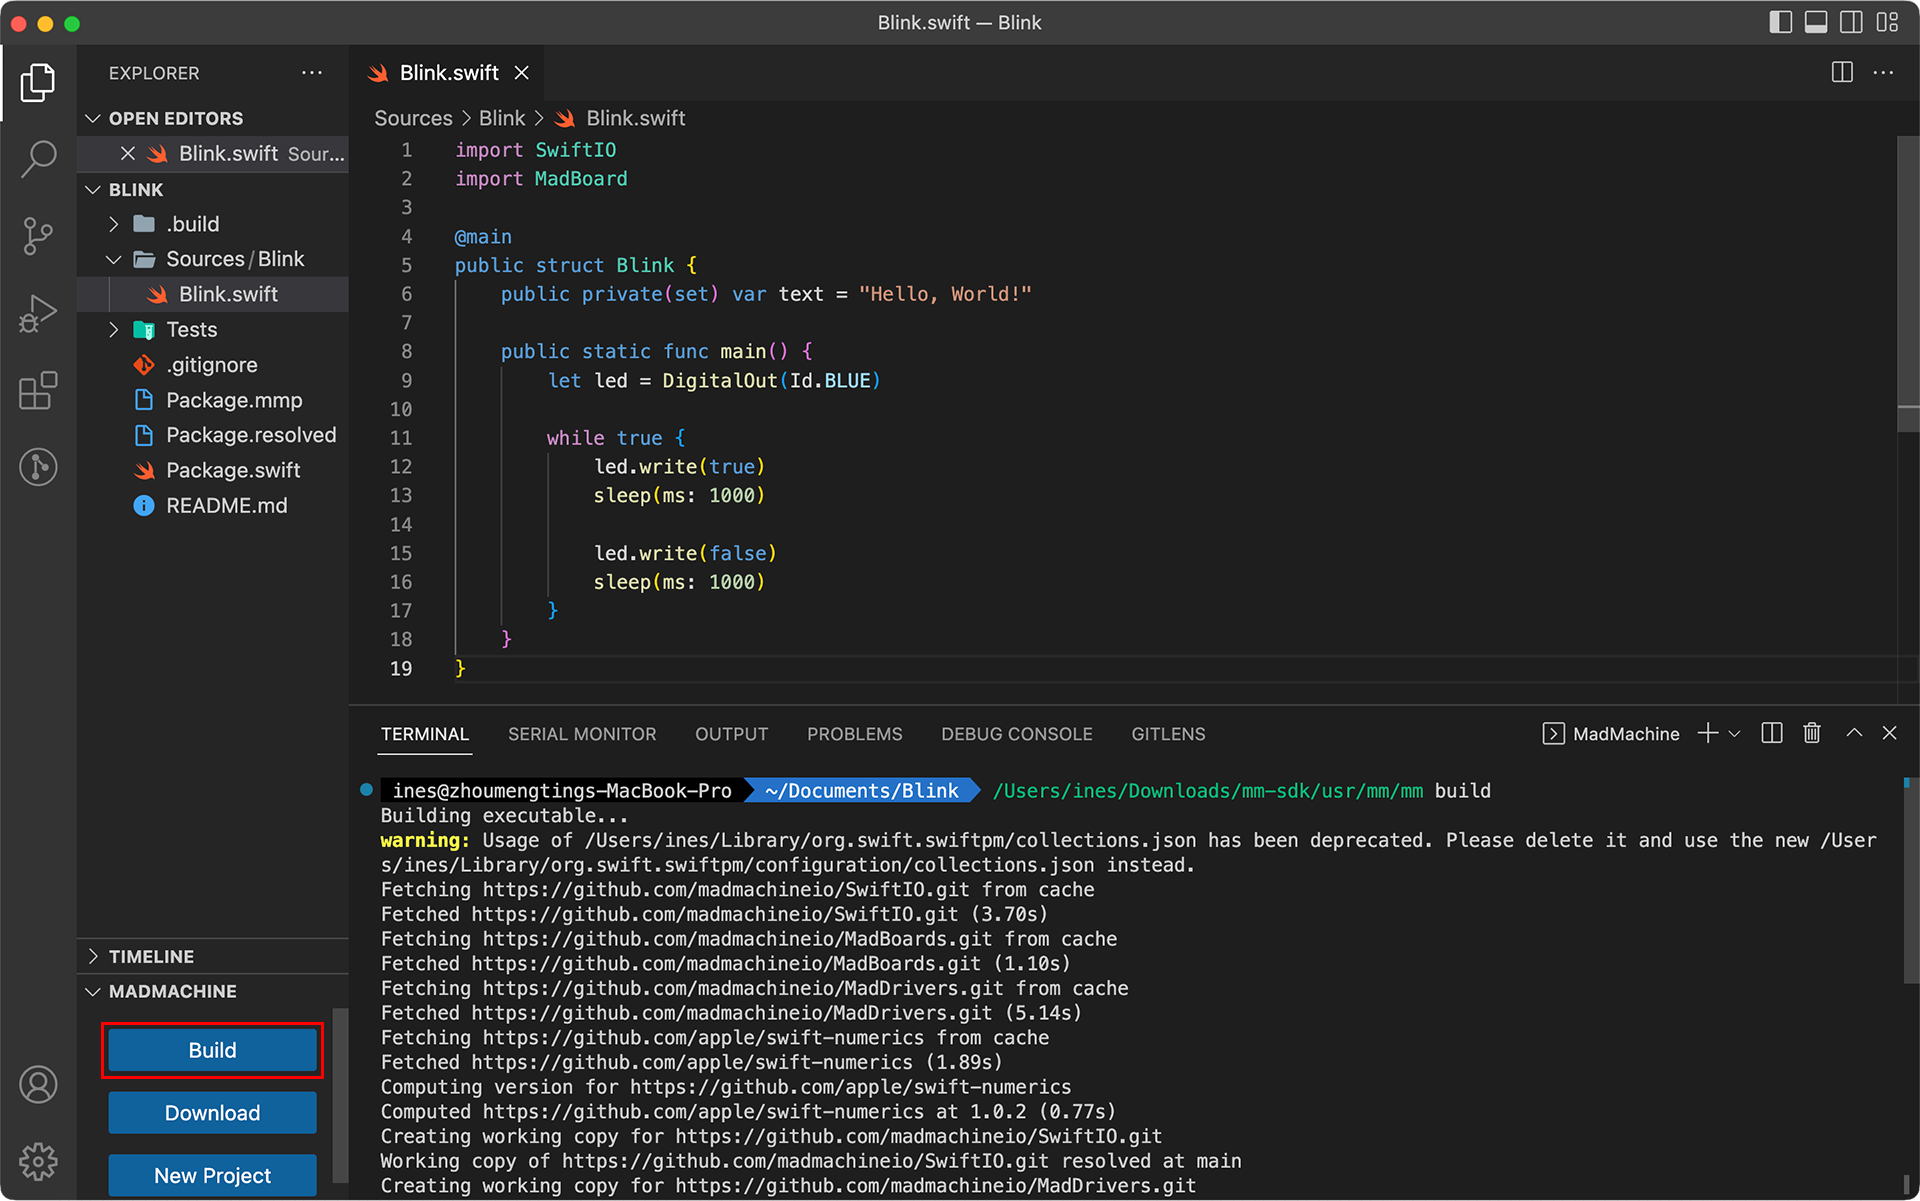 Blink.swift — Blink
EXPLORER
OPEN EDITORS
Blink.swift Sour...
BLINK
.build
Sources/Blink
Blink.swift
Tests
.gitignore
Package.mmp
Package.resolved
Package.swift
README.md
TIMELINE
MADMACHINE
Build
Download
New Project
Blink.swift
Sources > Blink > Blink.swift
1 import SwiftIO
2 import MadBoard
3
4 @main
5 public struct Blink {
6     public private(set) var text = "Hello, World!"
7
8     public static func main() {
9         let led = DigitalOut(Id.BLUE)
10
11         while true {
12             led.write(true)
13             sleep(ms: 1000)
14
15             led.write(false)
16             sleep(ms: 1000)
17         }
18     }
19 }
TERMINAL SERIAL MONITOR OUTPUT PROBLEMS DEBUG CONSOLE GITLENS MadMachine
ines@zhoumengtings-MacBook-Pro ~/Documents/Blink /Users/ines/Downloads/mm-sdk/usr/mm/mm build
Building executable...
warning: Usage of /Users/ines/Library/org.swift.swiftpm/collections.json has been deprecated. Please delete it and use the new /User
s/ines/Library/org.swift.swiftpm/configuration/collections.json instead.
Fetching https://github.com/madmachineio/SwiftIO.git from cache
Fetched https://github.com/madmachineio/SwiftIO.git (3.70s)
Fetching https://github.com/madmachineio/MadBoards.git from cache
Fetched https://github.com/madmachineio/MadBoards.git (1.10s)
Fetching https://github.com/madmachineio/MadDrivers.git from cache
Fetched https://github.com/madmachineio/MadDrivers.git (5.14s)
Fetching https://github.com/apple/swift-numerics from cache
Fetched https://github.com/apple/swift-numerics (1.89s)
Computing version for https://github.com/apple/swift-numerics
Computed https://github.com/apple/swift-numerics at 1.0.2 (0.77s)
Creating working copy for https://github.com/madmachineio/SwiftIO.git
Working copy of https://github.com/madmachineio/SwiftIO.git resolved at main
Creating working copy for https://github.com/madmachineio/MadDrivers.git